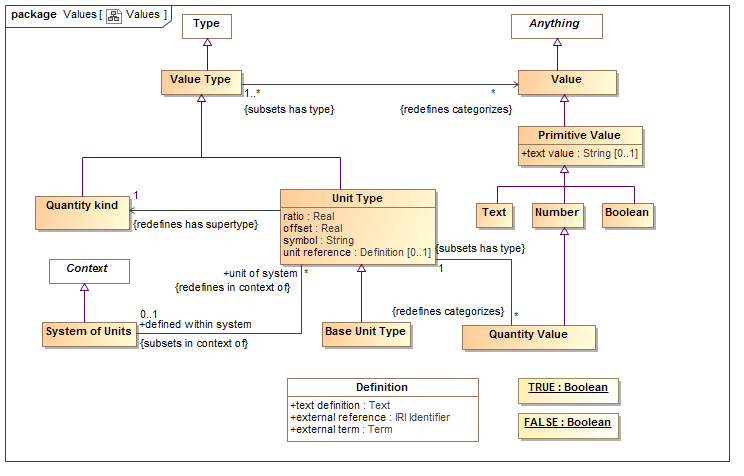 package Values [ Values ]
Type
Anything
Value Type
Value
1..*
*
{subsets has type}
{redefines categorizes}
Primitive Value
+text value : String [0..1]
Quantity kind
1
{redefines has supertype}
Unit Type
ratio : Real
offset : Real
symbol : String
unit reference : Definition [0..1]
Text
Number
Boolean
{subsets has type}
1
Context
+unit of system
*
{redefines in context of}
0..1
+defined within system
{subsets in context of}
System of Units
Base Unit Type
{redefines categorizes}
*
Quantity Value
Definition
+text definition : Text
+external reference : IRI Identifier
+external term : Term
TRUE : Boolean
FALSE : Boolean